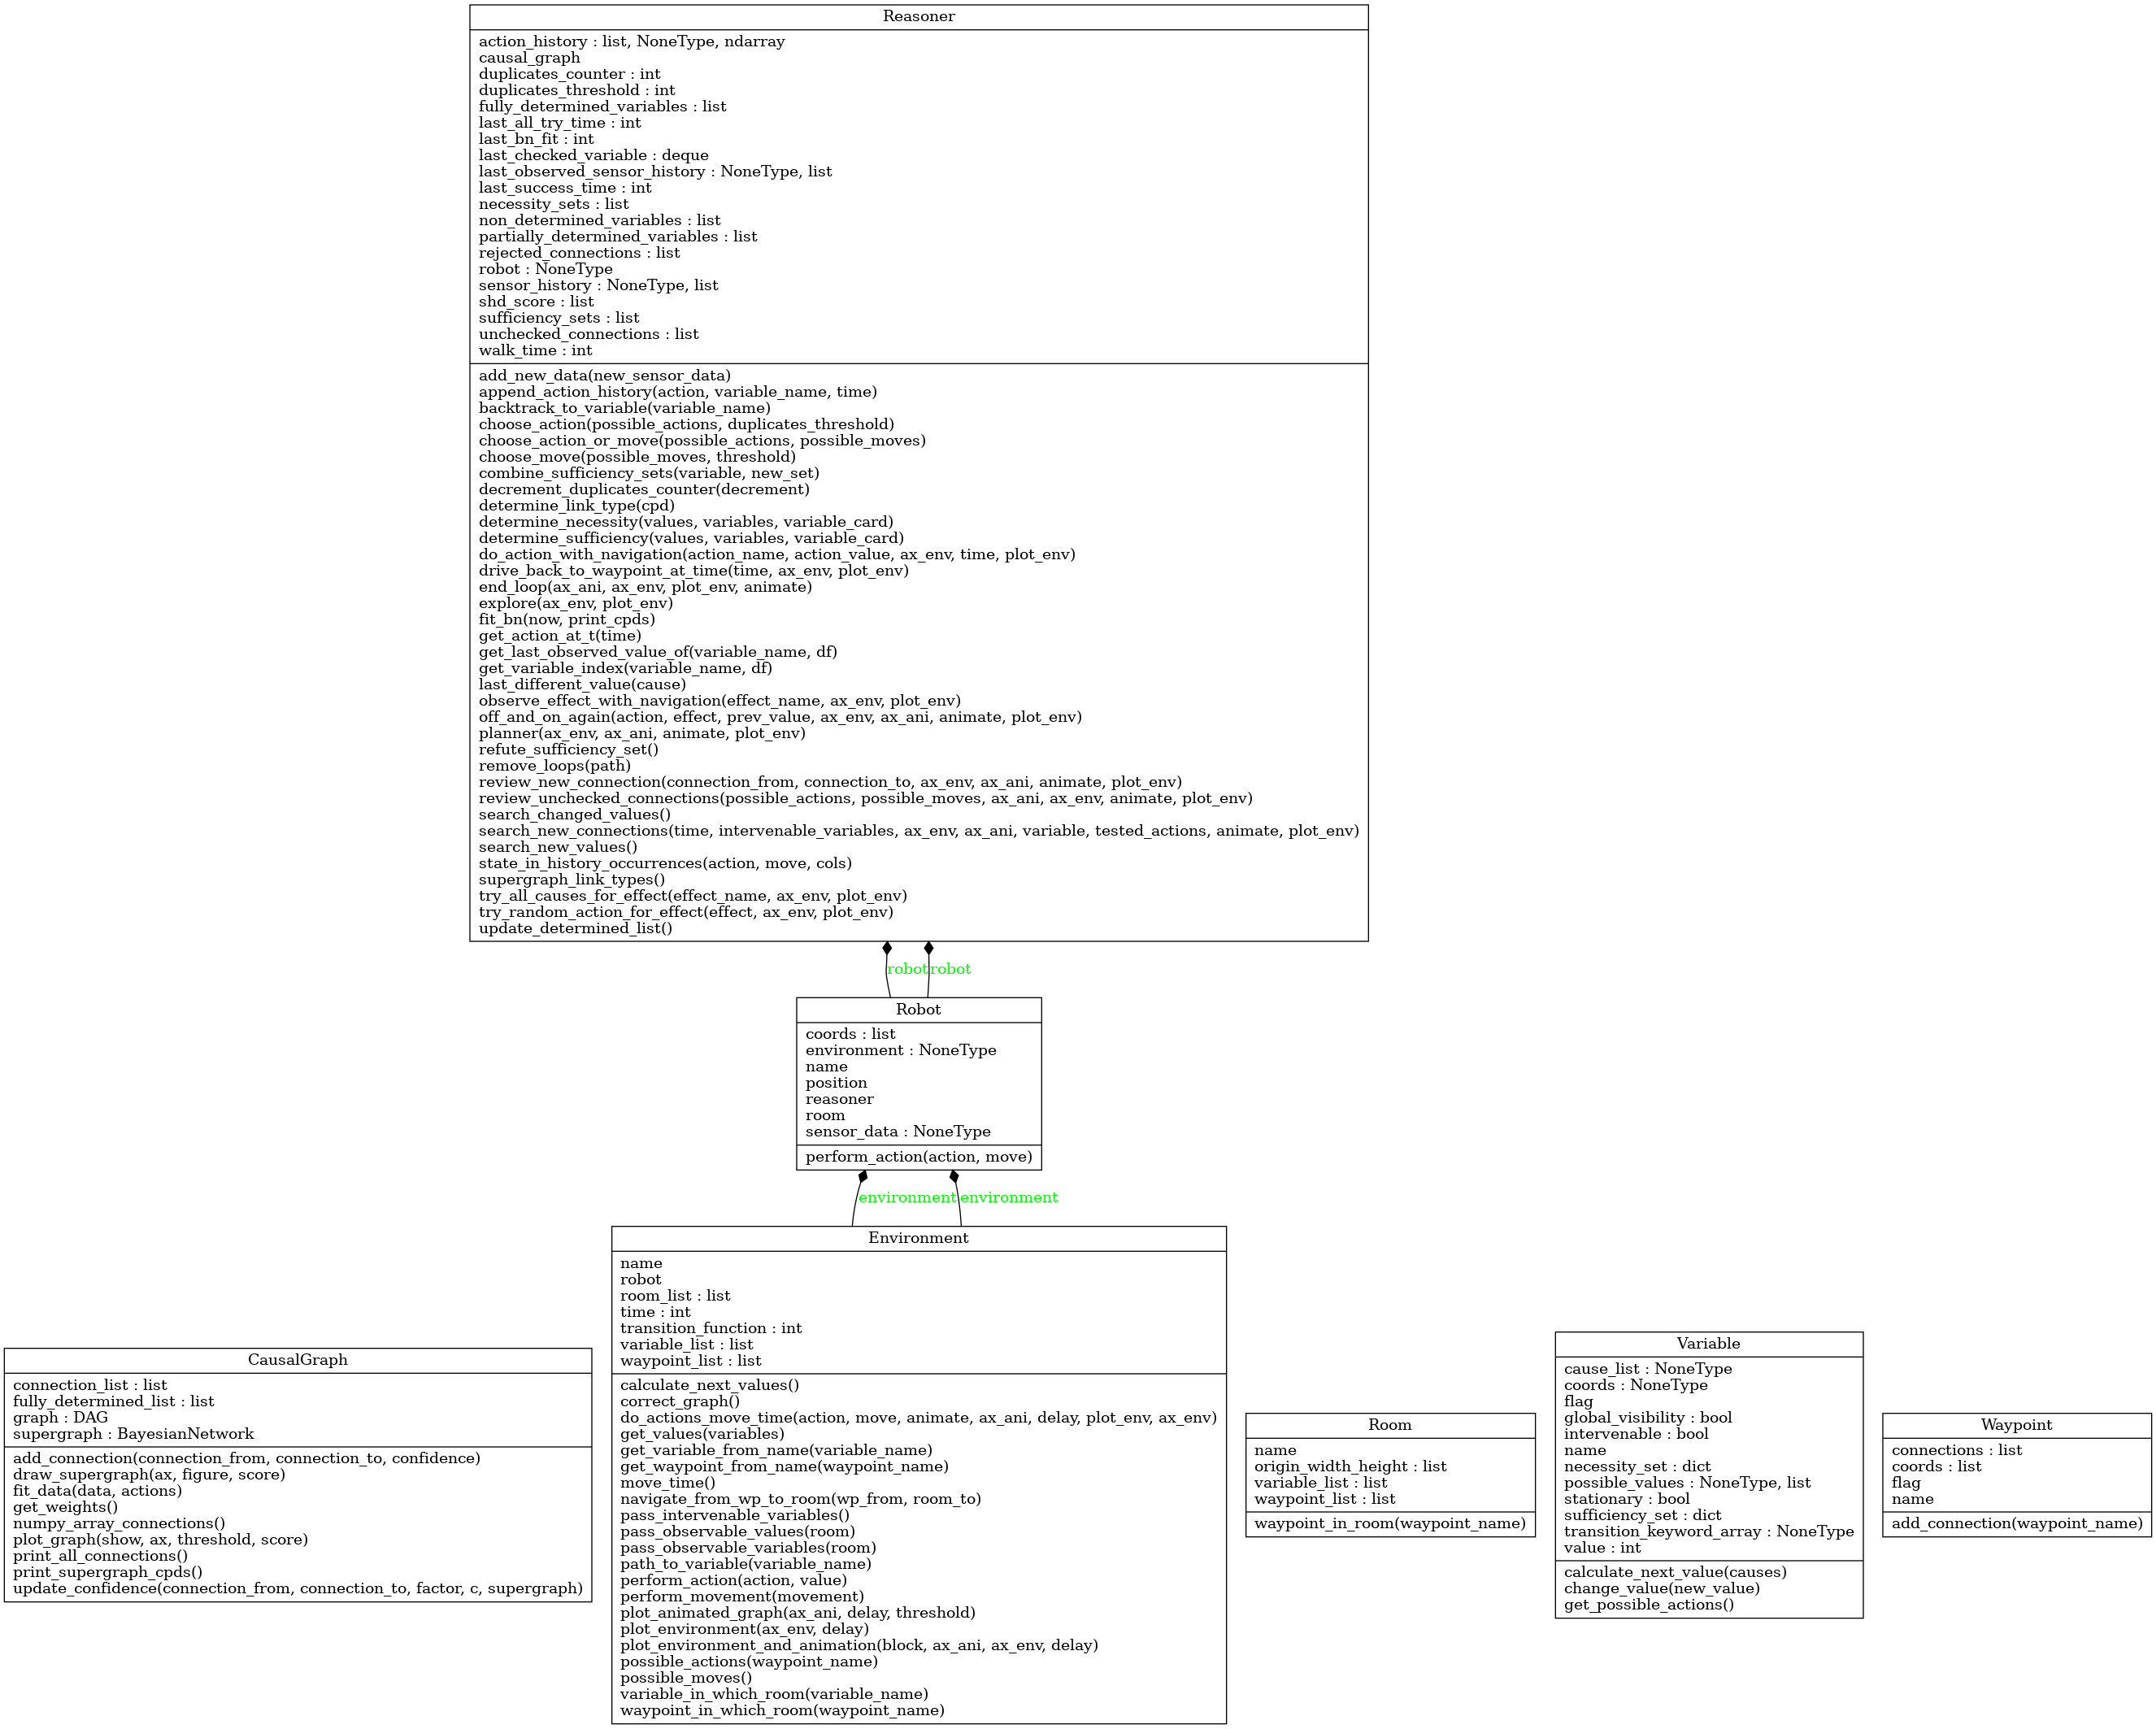 Reasoner
action_history : list, NoneType, ndarray
causal_graph
duplicates_counter : int
duplicates_threshold : int
fully_determined_variables : list
last_all_try_time : int
last_bn_fit : int
last_checked_variable : deque
last_observed_sensor_history : NoneType, list
last_success_time : int
necessity_sets : list
non_determined_variables : list
partially_determined_variables : list
rejected_connections : list
robot : NoneType
sensor_history : NoneType, list
shd_score : list
sufficiency_sets : list
unchecked_connections : list
walk_time : int
add_new_data(new_sensor_data)
append_action_history(action, variable_name, time)
backtrack_to_variable(variable_name)
choose_action(possible_actions, duplicates_threshold)
choose_action_or_move(possible_actions, possible_moves)
choose_move(possible_moves, threshold)
combine_sufficiency_sets(variable, new_set)
decrement_duplicates_counter(decrement)
determine_link_type(cpd)
determine_necessity(values, variables, variable_card)
determine_sufficiency(values, variables, variable_card)
do_action_with_navigation(action_name, action_value, ax_env, time, plot_env)
drive_back_to_waypoint_at_time(time, ax_env, plot_env)
end_loop(ax_ani, ax_env, plot_env, animate)
explore(ax_env, plot_env)
fit_bn(now, print_cpds)
get_action_at_t(time)
get_last_observed_value_of(variable_name, df)
get_variable_index(variable_name, df)
last_different_value(cause)
observe_effect_with_navigation(effect_name, ax_env, plot_env)
off_and_on_again(action, effect, prev_value, ax_env, ax_ani, animate, plot_env)
planner(ax_env, ax_ani, animate, plot_env)
refute_sufficiency_set()
remove_loops(path)
review_new_connection(connection_from, connection_to, ax_env, ax_ani, animate, plot_env)
review_unchecked_connections(possible_actions, possible_moves, ax_ani, ax_env, animate, plot_env)
search_changed_values()
search_new_connections(time, intervenable_variables, ax_env, ax_ani, variable, tested_actions, animate, plot_env)
search_new_values()
state_in_history_occurrences(action, move, cols)
supergraph_link_types()
try_all_causes_for_effect(effect_name, ax_env, plot_env)
try_random_action_for_effect(effect, ax_env, plot_env)
update_determined_list()
robot
robot
Robot
coords : list
environment : NoneType
name
position
reasoner
room
sensor_data : NoneType
perform_action(action, move)
environment
environment
CausalGraph
connection_list : list
fully_determined_list : list
graph : DAG
supergraph : BayesianNetwork
add_connection(connection_from, connection_to, confidence)
draw_supergraph(ax, figure, score)
fit_data(data, actions)
get_weights()
numpy_array_connections()
plot_graph(show, ax, threshold, score)
print_all_connections()
print_supergraph_cpds()
update_confidence(connection_from, connection_to, factor, c, supergraph)
Environment
name
robot
room_list : list
time : int
transition_function : int
variable_list : list
waypoint_list : list
calculate_next_values()
correct_graph()
do_actions_move_time(action, move, animate, ax_ani, delay, plot_env, ax_env)
get_values(variables)
get_variable_from_name(variable_name)
get_waypoint_from_name(waypoint_name)
move_time()
navigate_from_wp_to_room(wp_from, room_to)
pass_intervenable_variables()
pass_observable_values(room)
pass_observable_variables(room)
path_to_variable(variable_name)
perform_action(action, value)
perform_movement(movement)
plot_animated_graph(ax_ani, delay, threshold)
plot_environment(ax_env, delay)
plot_environment_and_animation(block, ax_ani, ax_env, delay)
possible_actions(waypoint_name)
possible_moves()
variable_in_which_room(variable_name)
waypoint_in_which_room(waypoint_name)
Room
name
origin_width_height : list
variable_list : list
waypoint_list : list
waypoint_in_room(waypoint_name)
Variable
cause_list : NoneType
coords : NoneType
flag
global_visibility : bool
intervenable : bool
name
necessity_set : dict
possible_values : NoneType, list
stationary : bool
sufficiency_set : dict
transition_keyword_array : NoneType
value : int
calculate_next_value(causes)
change_value(new_value)
get_possible_actions()
Waypoint
connections : list
coords : list
flag
name
add_connection(waypoint_name)